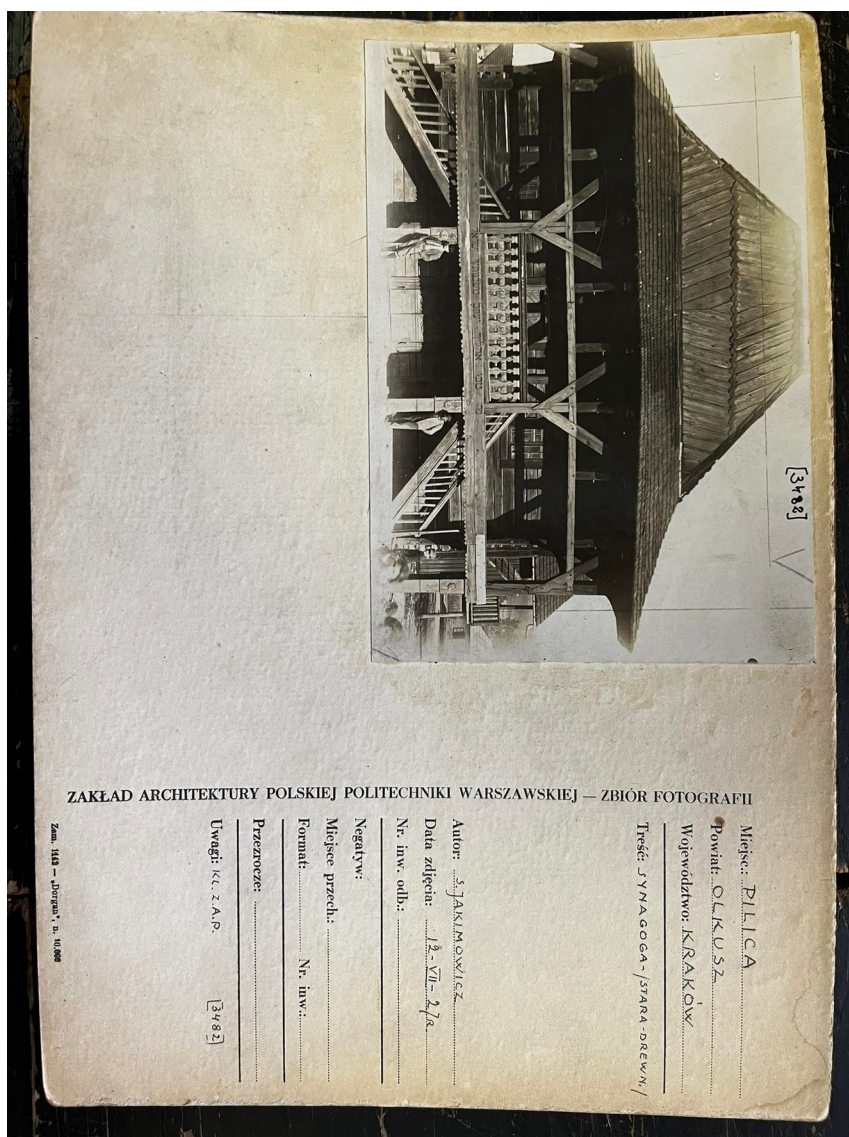 [3482]
ZAKŁAD ARCHITEKTURY POLSKIEJ POLITECHNIKI WARSZAWSKIEJ — ZBIÓR FOTOGRAFII
Miejsc.: PILICA
Powiat: OLKUSZ
Województwo: KRAKÓW
Treść: SYNAGOGA - /STARA-DREWN./
Autor: S. JAKIMOWICZ
Data zdjęcia: 12-VII-27R.
Nr. inw. odb.:
Negatyw:
Miejsce przech.:
Format: Nr. inw.:
Przezrocze:
Uwagi: KL. Z.A.P. [3482]
Zam. 1443 — „Dorgan", n. 10,000